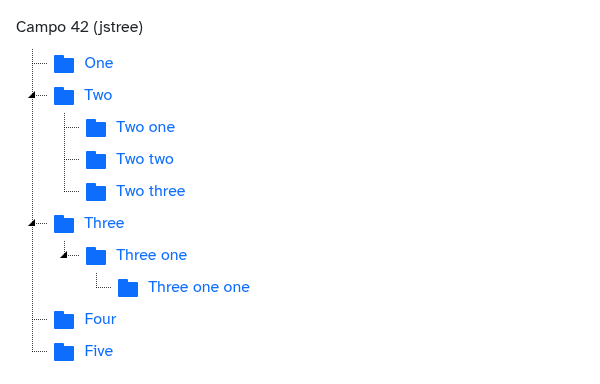 Campo 42 (jstree)
One
Two
Two one
Two two
Two three
Three
Three one
Three one one
Four
Five